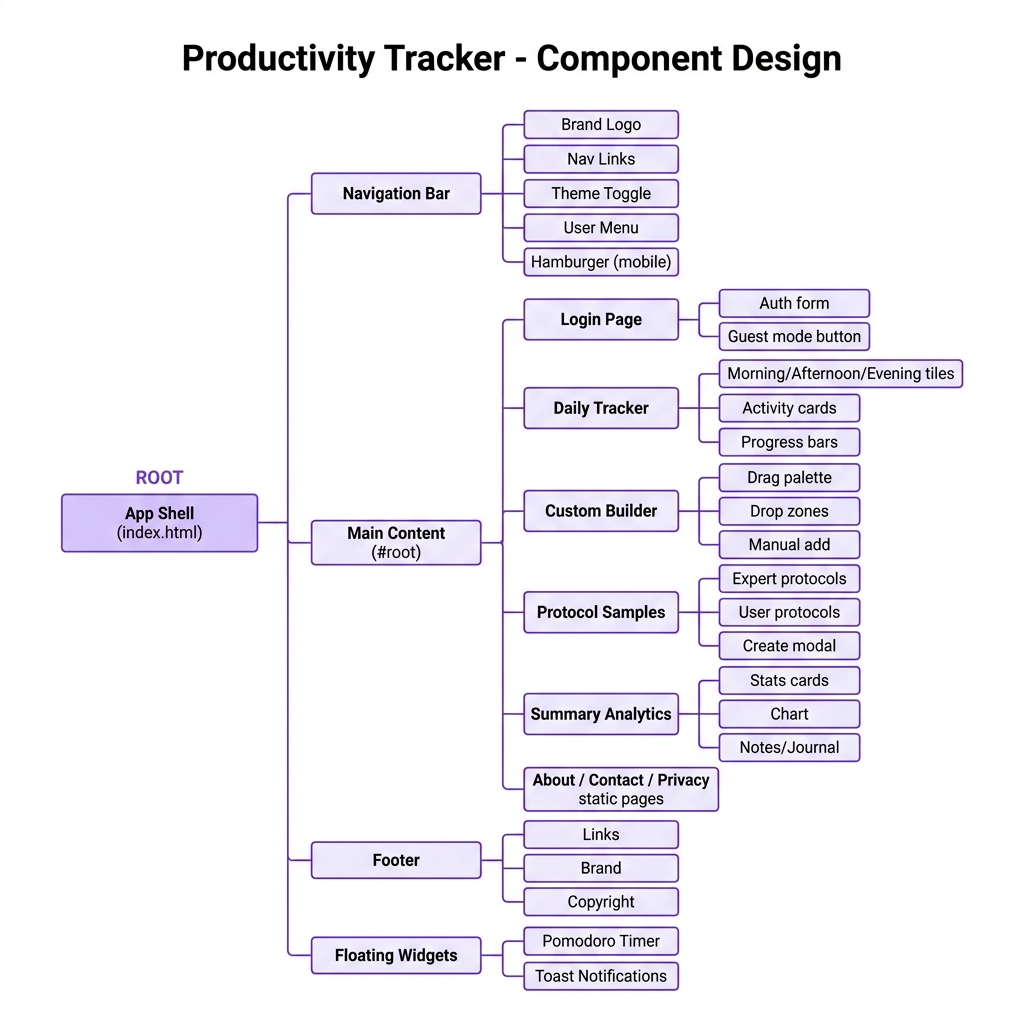 Productivity Tracker - Component Design
Brand Logo
Nav Links
Navigation Bar
Theme Toggle
User Menu
Hamburger (mobile)
Login Page
Auth form
Guest mode button
Daily Tracker
Morning/Afternoon/Evening tiles
Activity cards
Progress bars
ROOT
App Shell
(index.html)
Main Content
(#root)
Custom Builder
Drag palette
Drop zones
Manual add
Protocol Samples
Expert protocols
User protocols
Create modal
Summary Analytics
Stats cards
Chart
Notes/Journal
About / Contact / Privacy
static pages
Footer
Links
Brand
Copyright
Floating Widgets
Pomodoro Timer
Toast Notifications